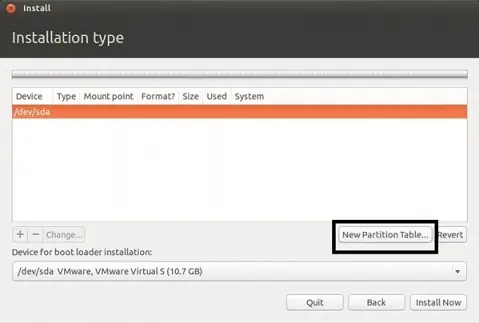 Install
Installation type
Device Type Mount point Format? Size Used System
/dev/sda
+ − Change... New Partition Table... Revert
Device for boot loader installation:
/dev/sda VMware, VMware Virtual S (10.7 GB)
Quit Back Install Now